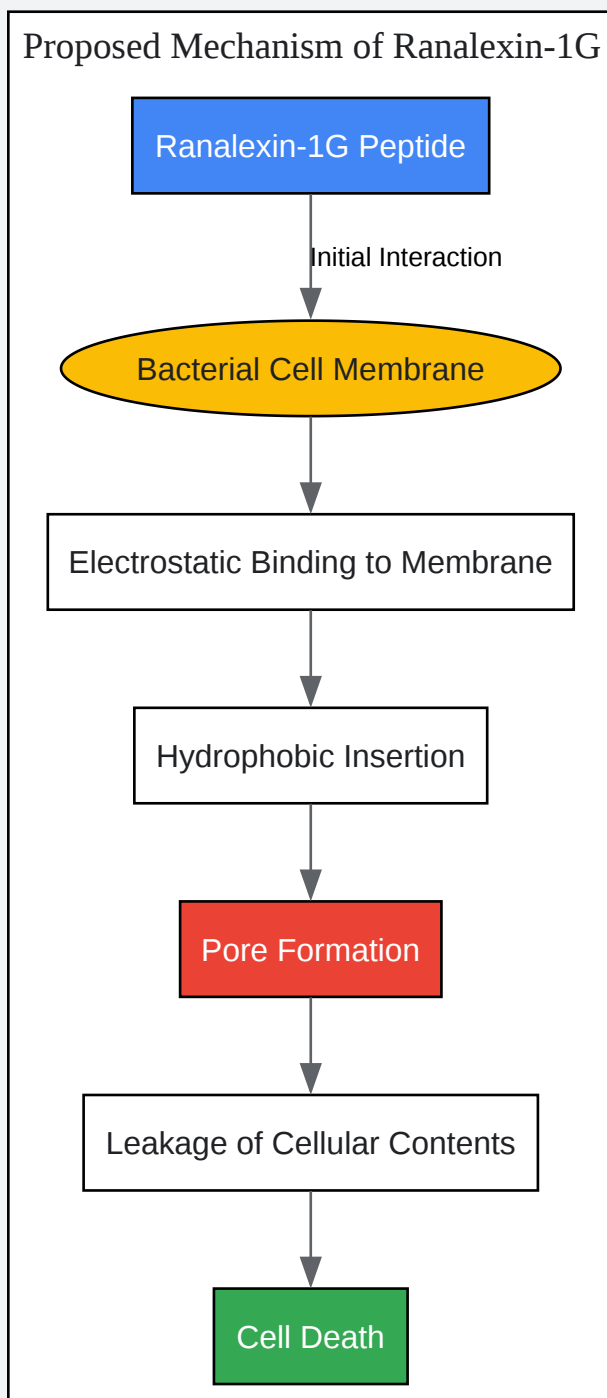 Proposed Mechanism of Ranalexin-1G
Ranalexin-1G Peptide
Initial Interaction
Bacterial Cell Membrane
Electrostatic Binding to Membrane
Hydrophobic Insertion
Pore Formation
Leakage of Cellular Contents
Cell Death